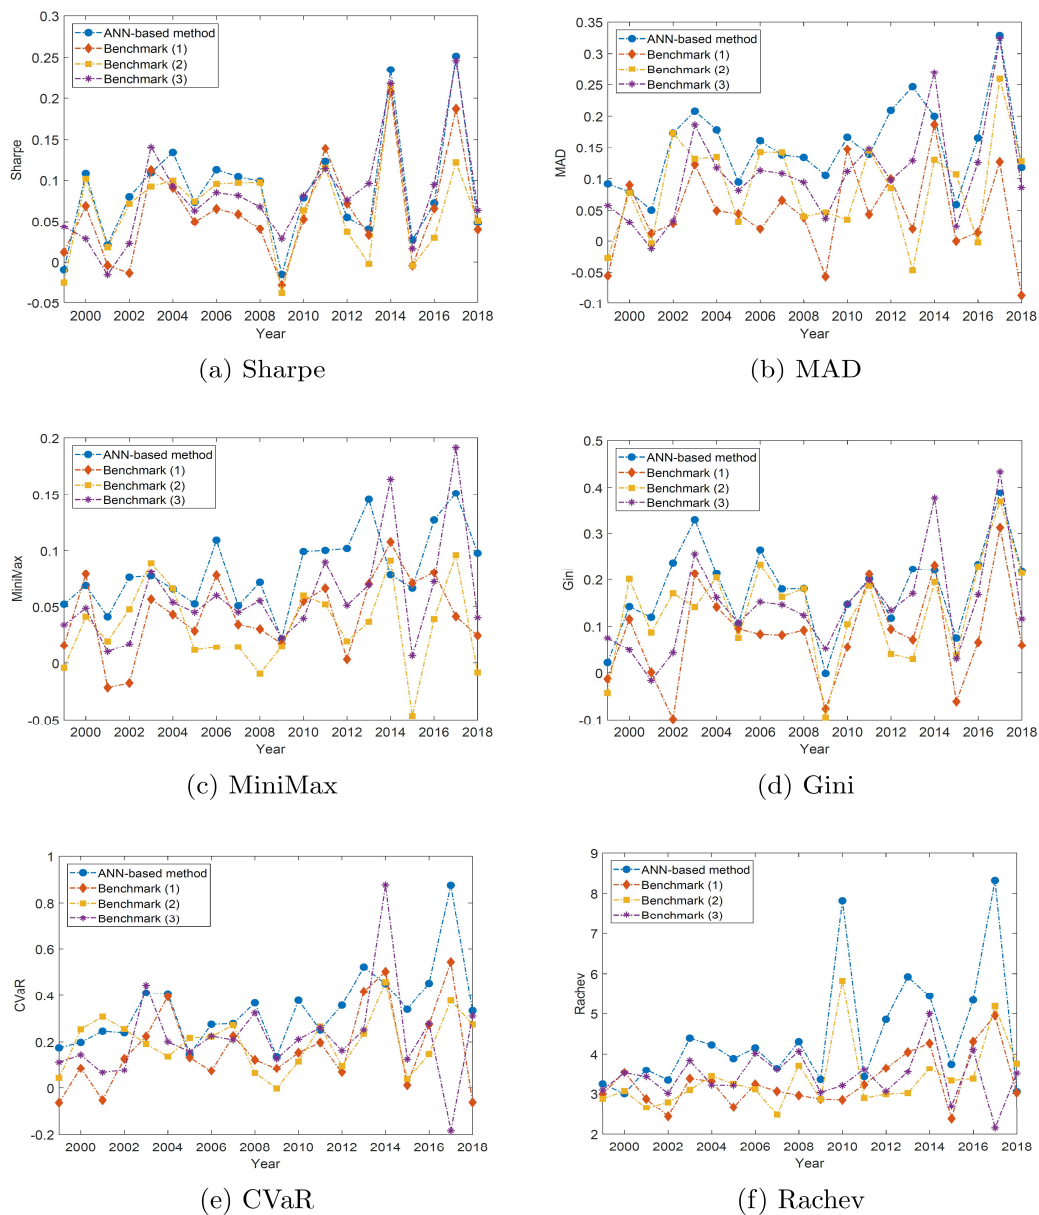 0.3
0.25
0.2
0.15
0.1
0.05
0
-0.05
Sharpe
ANN-based method
Benchmark (1)
Benchmark (2)
Benchmark (3)
2000 2002 2004 2006 2008 2010 2012 2014 2016 2018
Year
(a) Sharpe
0.35
0.3
0.25
0.2
0.15
0.1
0.05
0
-0.05
-0.1
MAD
ANN-based method
Benchmark (1)
Benchmark (2)
Benchmark (3)
2000 2002 2004 2006 2008 2010 2012 2014 2016 2018
Year
(b) MAD
0.2
0.15
0.1
0.05
0
-0.05
MiniMax
ANN-based method
Benchmark (1)
Benchmark (2)
Benchmark (3)
2000 2002 2004 2006 2008 2010 2012 2014 2016 2018
Year
(c) MiniMax
0.5
0.4
0.3
0.2
0.1
0
-0.1
Gini
ANN-based method
Benchmark (1)
Benchmark (2)
Benchmark (3)
2000 2002 2004 2006 2008 2010 2012 2014 2016 2018
Year
(d) Gini
1
0.8
0.6
0.4
0.2
0
-0.2
CVaR
ANN-based method
Benchmark (1)
Benchmark (2)
Benchmark (3)
2000 2002 2004 2006 2008 2010 2012 2014 2016 2018
Year
(e) CVaR
9
8
7
6
5
4
3
2
Rachev
ANN-based method
Benchmark (1)
Benchmark (2)
Benchmark (3)
2000 2002 2004 2006 2008 2010 2012 2014 2016 2018
Year
(f) Rachev